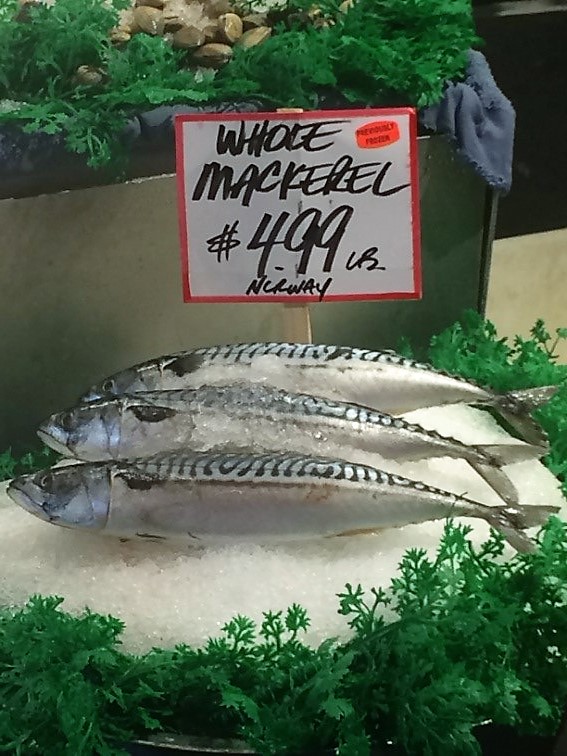 WHOLE
PREVIOUSLY
FROZEN
MACKEREL
$4.99 LB
NORWAY